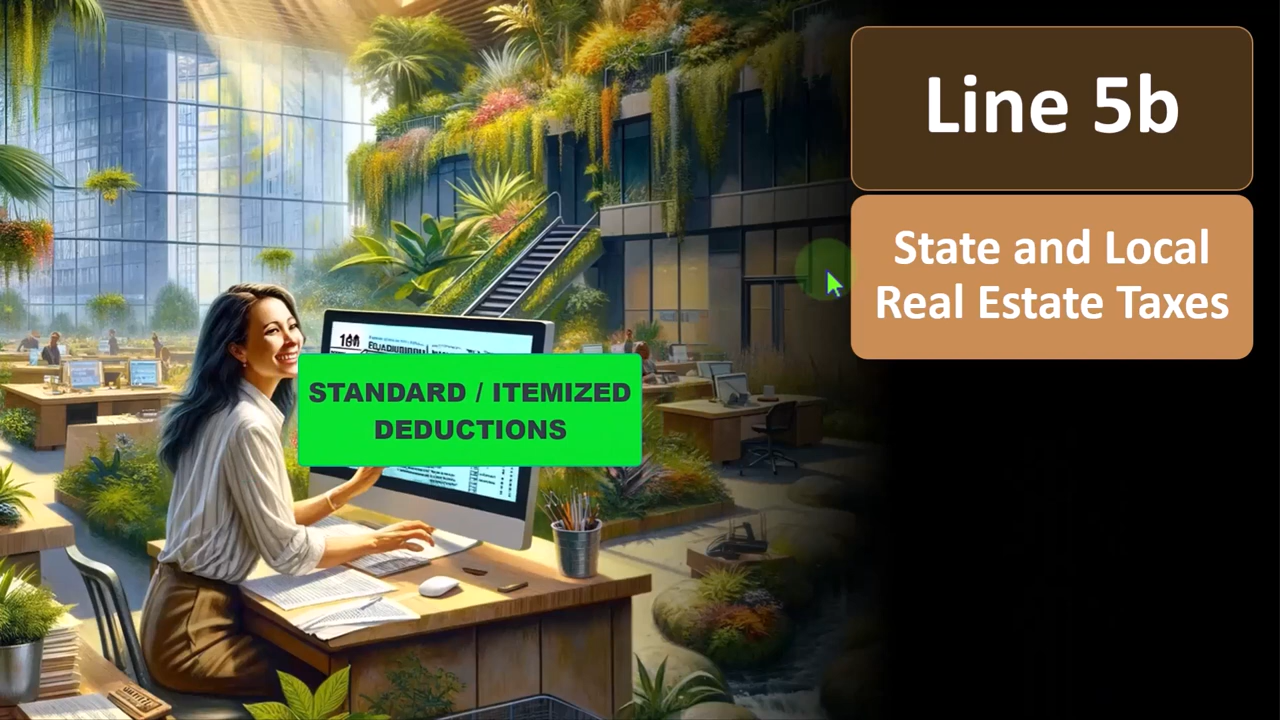 Line 5b
State and Local
Real Estate Taxes
STANDARD / ITEMIZED
DEDUCTIONS